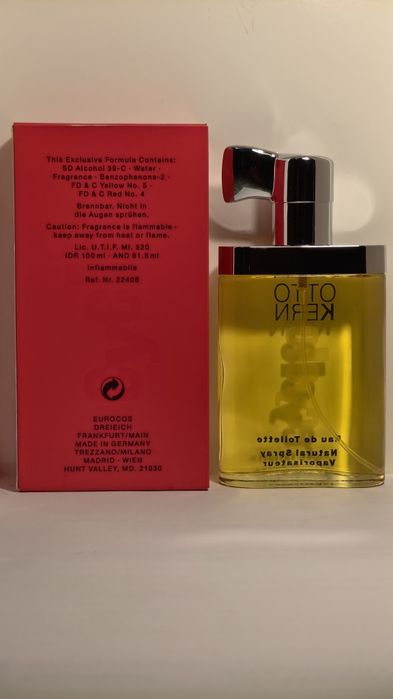 This Exclusive Formula Contains:
SD Alcohol 39-C · Water ·
Fragrance · Benzophenone-2 ·
FD & C Yellow No. 5 ·
FD & C Red No. 4
Brennbar. Nicht in
die Augen sprühen.
Caution: Fragrance is flammable -
keep away from heat or flame.
Lic. U.T.I.F. MI. 520
IDR 100ml · AND 81.8ml
Inflammabile
Ref. Nr. 22406
EUROCOS
DREIEICH
FRANKFURT/MAIN
MADE IN GERMANY
TREZZANO/MILANO
MADRID · WIEN
HUNT VALLEY, MD. 21030
OTTO
KERN
Eau de Toilette
Natural Spray
Vaporisateur